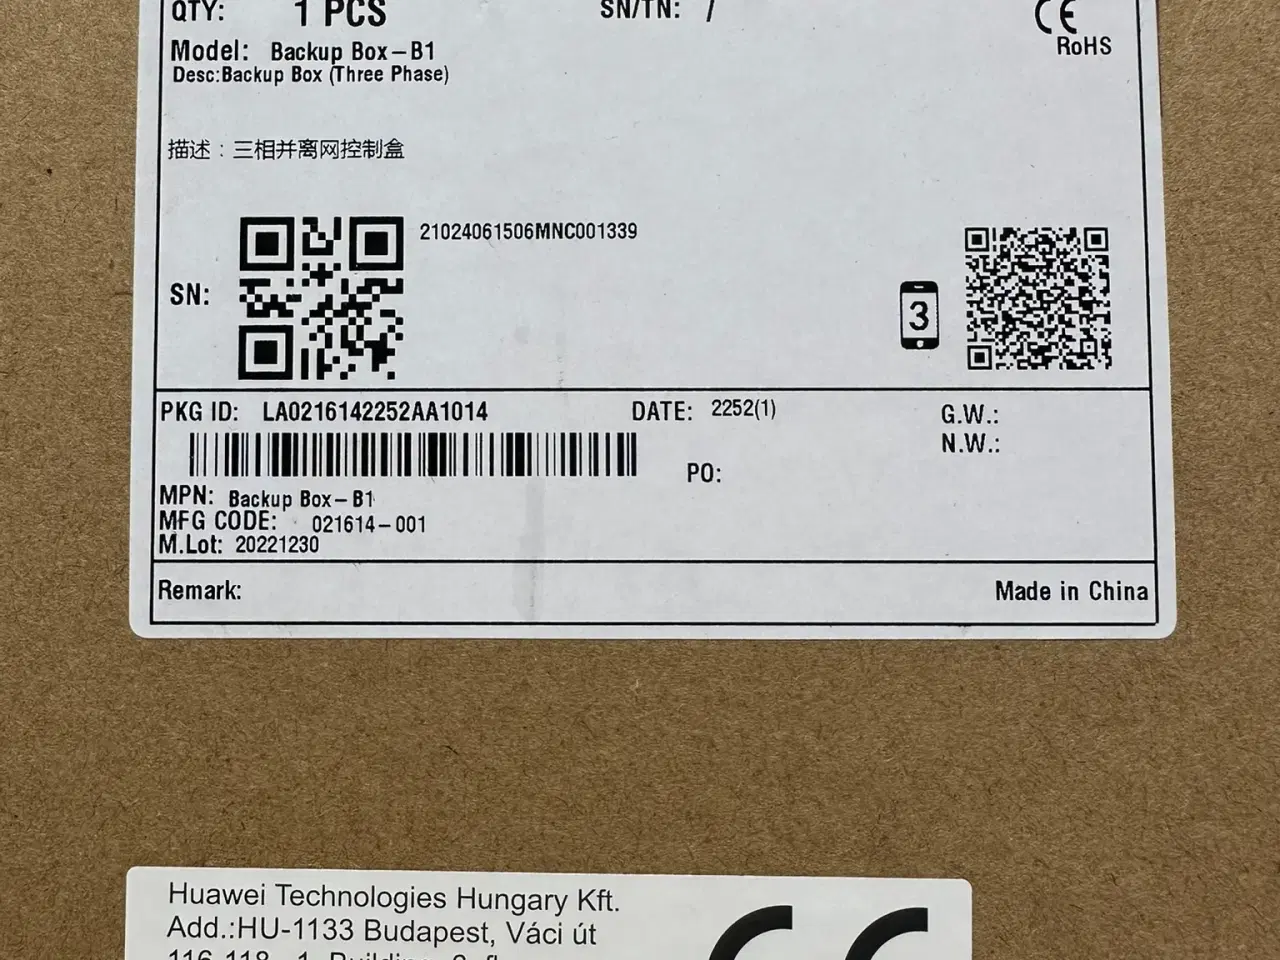 QTY: 1 PCS SN/TN: /
CE
RoHS
Model: Backup Box-B1
Desc:Backup Box (Three Phase)
描述：三相并离网控制盒
21024061506MNC001339
SN:
3
PKG ID: LA0216142252AA1014
DATE: 2252(1)
G.W.:
N.W.:
PO:
MPN: Backup Box-B1
MFG CODE: 021614-001
M.Lot: 20221230
Remark:
Made in China
Huawei Technologies Hungary Kft.
Add.:HU-1133 Budapest, Váci út
CE